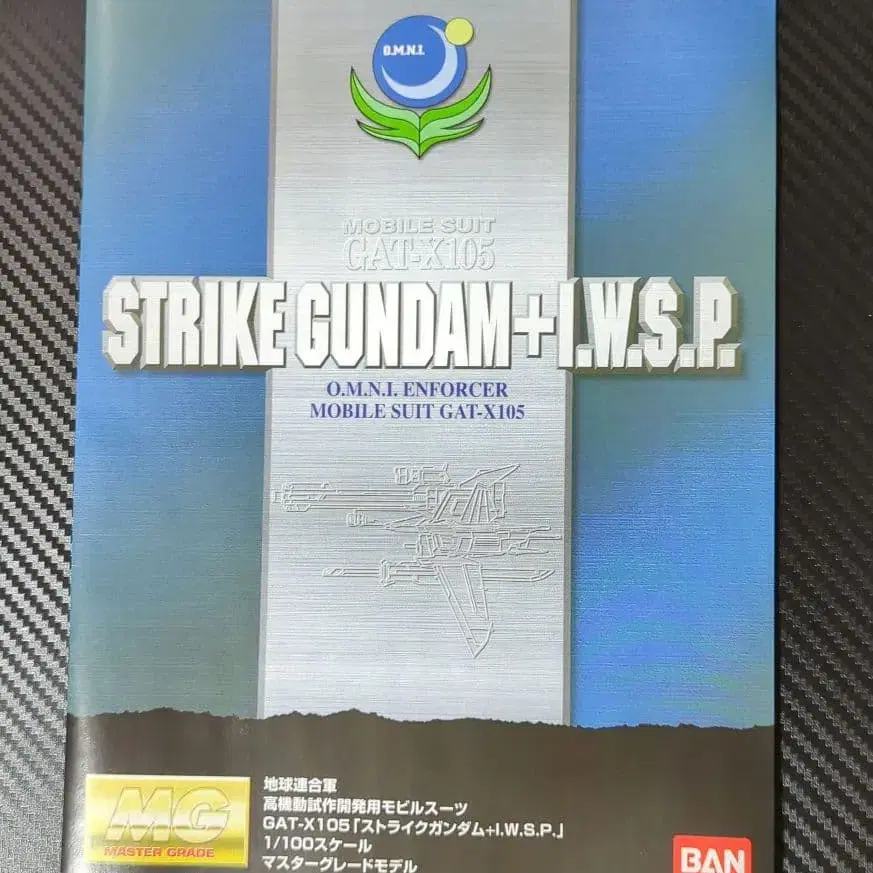 O.M.N.I.
MOBILE SUIT
GAT-X105
STRIKE GUNDAM+I.W.S.P.
O.M.N.I. ENFORCER
MOBILE SUIT GAT-X105
MG
MASTER GRADE
地球連合軍
高機動試作開発用モビルスーツ
GAT-X105「ストライクガンダム+I.W.S.P.」
1/100スケール
マスターグレードモデル
BAN